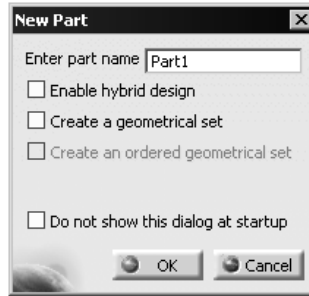 New Part
Enter part name Part1
Enable hybrid design
Create a geometrical set
Create an ordered geometrical set
Do not show this dialog at startup
OK Cancel